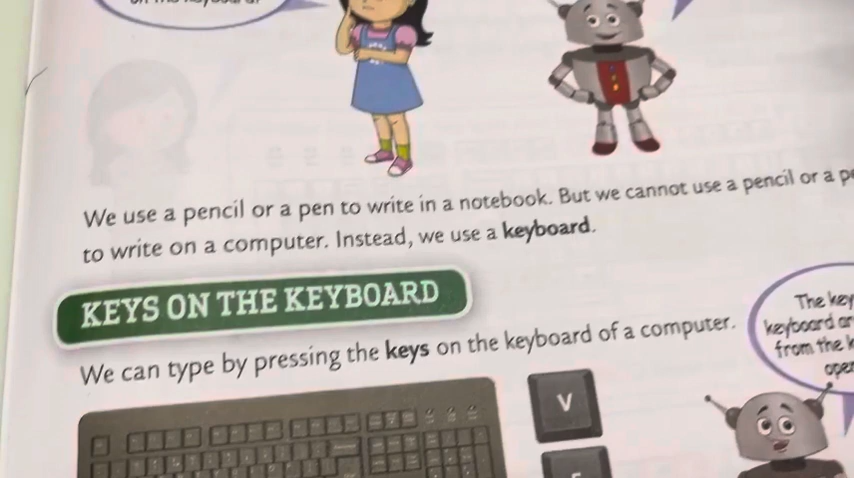 We use a pencil or a pen to write in a notebook. But we cannot use a pencil or a
to write on a computer. Instead, we use a keyboard.
KEYS ON THE KEYBOARD
The key
We can type by pressing the keys on the keyboard of a computer.
keyboard
from the
V